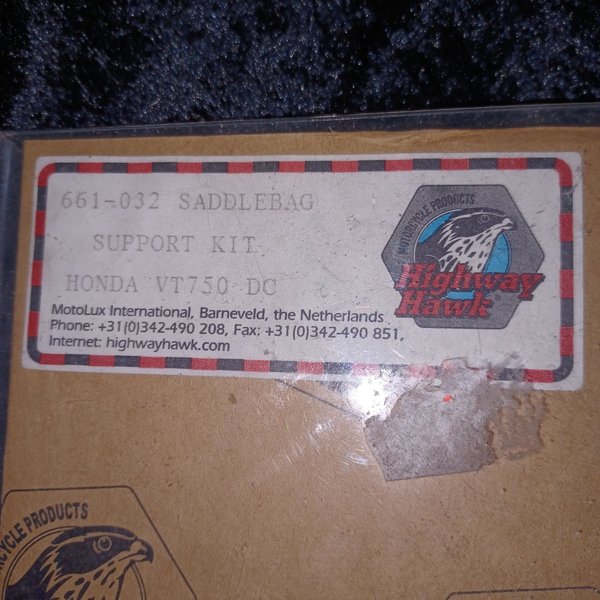 661-032 SADDLEBAG
SUPPORT KIT
HONDA VT750 DC
MotoLux International, Barneveld, the Netherlands
Phone: +31(0)342-490 208, Fax: +31(0)342-490 851,
Internet: highwayhawk.com
MOTORCYCLE PRODUCTS
Highway
Hawk
PRODUCTS